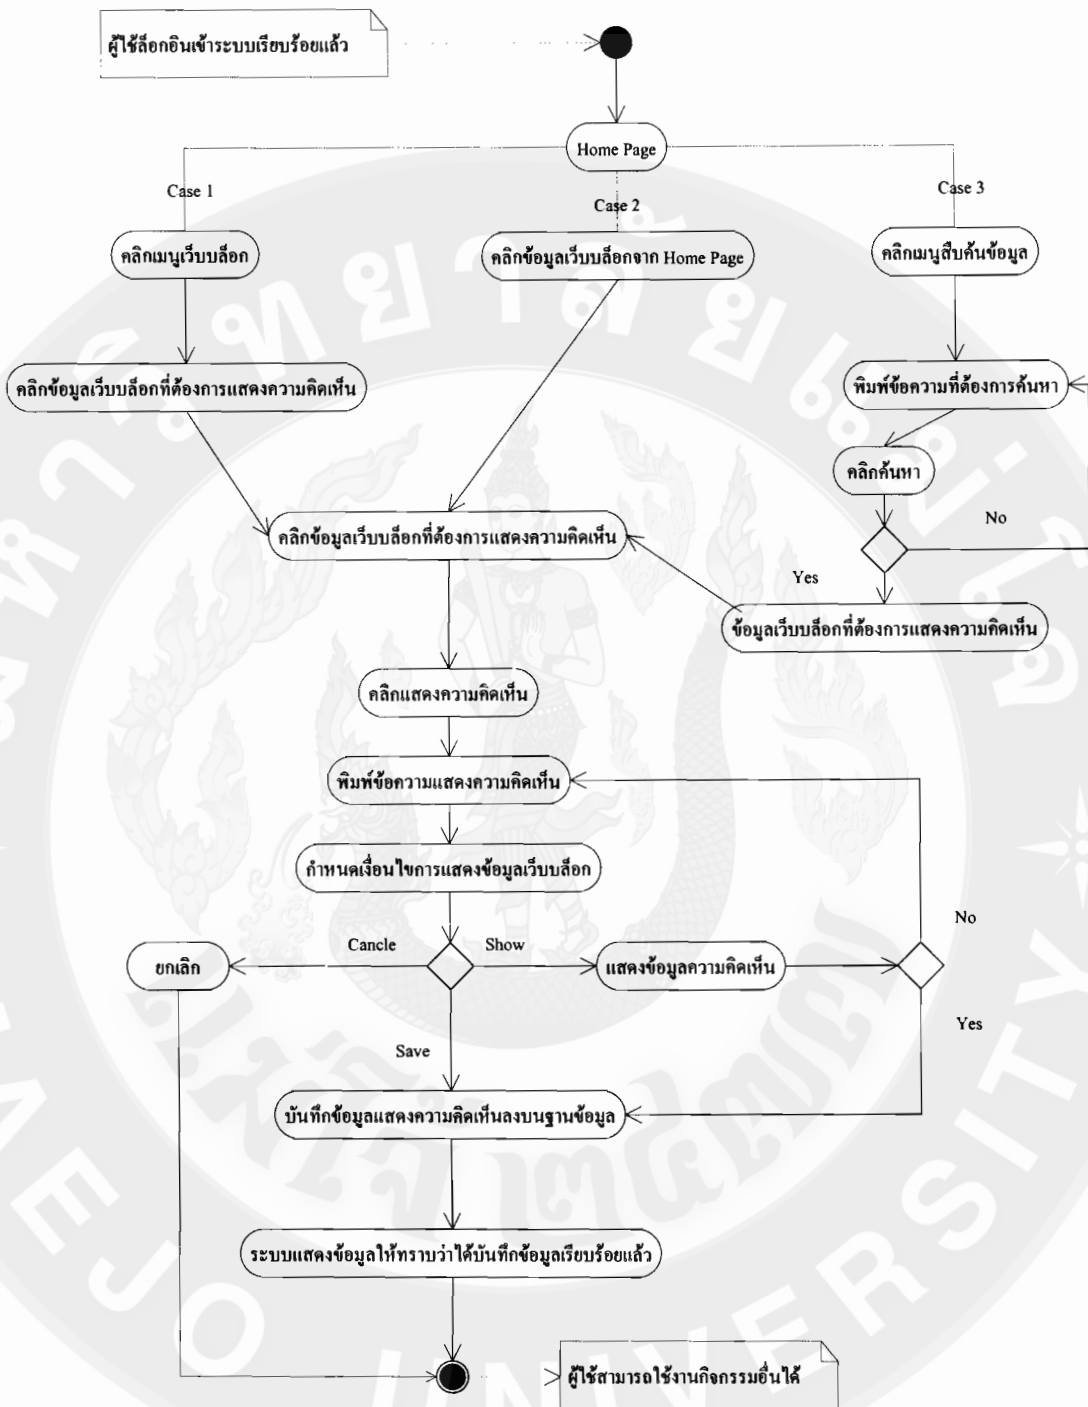 ผู้ใช้ล็อกอินเข้าระบบเรียบร้อยแล้ว
Home Page
Case 1
Case 2
Case 3
คลิกเมนูเว็บบล็อก
คลิกข้อมูลเว็บบล็อกจาก Home Page
คลิกเมนูสืบค้นข้อมูล
คลิกข้อมูลเว็บบล็อกที่ต้องการแสดงความคิดเห็น
พิมพ์ข้อความที่ต้องการค้นหา
คลิกค้นหา
คลิกข้อมูลเว็บบล็อกที่ต้องการแสดงความคิดเห็น
No
Yes
ข้อมูลเว็บบล็อกที่ต้องการแสดงความคิดเห็น
คลิกแสดงความคิดเห็น
พิมพ์ข้อความแสดงความคิดเห็น
กำหนดเงื่อนไขการแสดงข้อมูลเว็บบล็อก
No
Cancle
Show
ยกเลิก
แสดงข้อมูลความคิดเห็น
Yes
Save
บันทึกข้อมูลแสดงความคิดเห็นลงบนฐานข้อมูล
ระบบแสดงข้อมูลให้ทราบว่าได้บันทึกข้อมูลเรียบร้อยแล้ว
ผู้ใช้สามารถใช้งานกิจกรรมอื่นได้